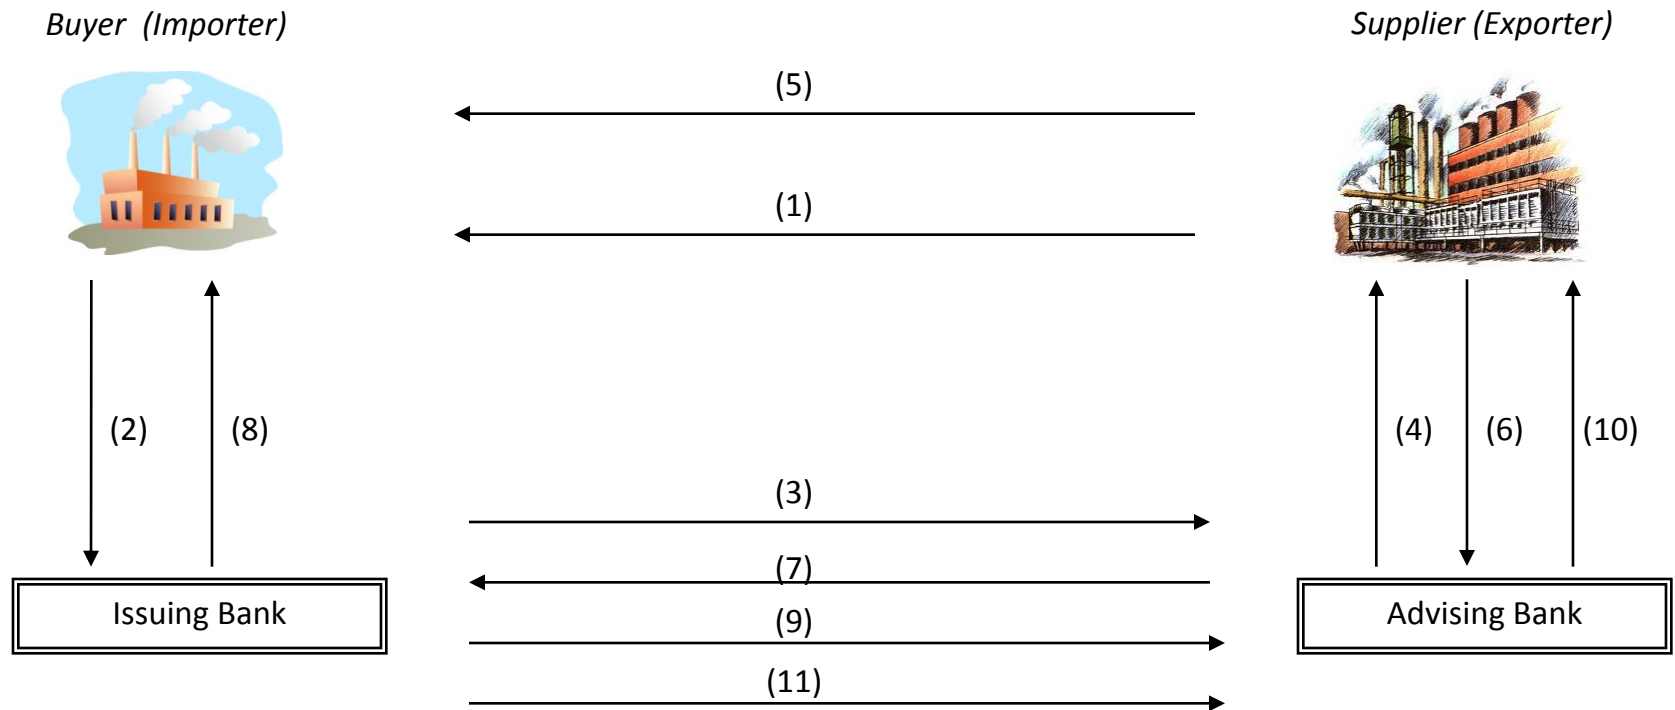 Buyer (Importer)
Supplier (Exporter)
(5)
(1)
(2)
(8)
(4)
(6)
(10)
(3)
(7)
Issuing Bank
Advising Bank
(9)
(11)